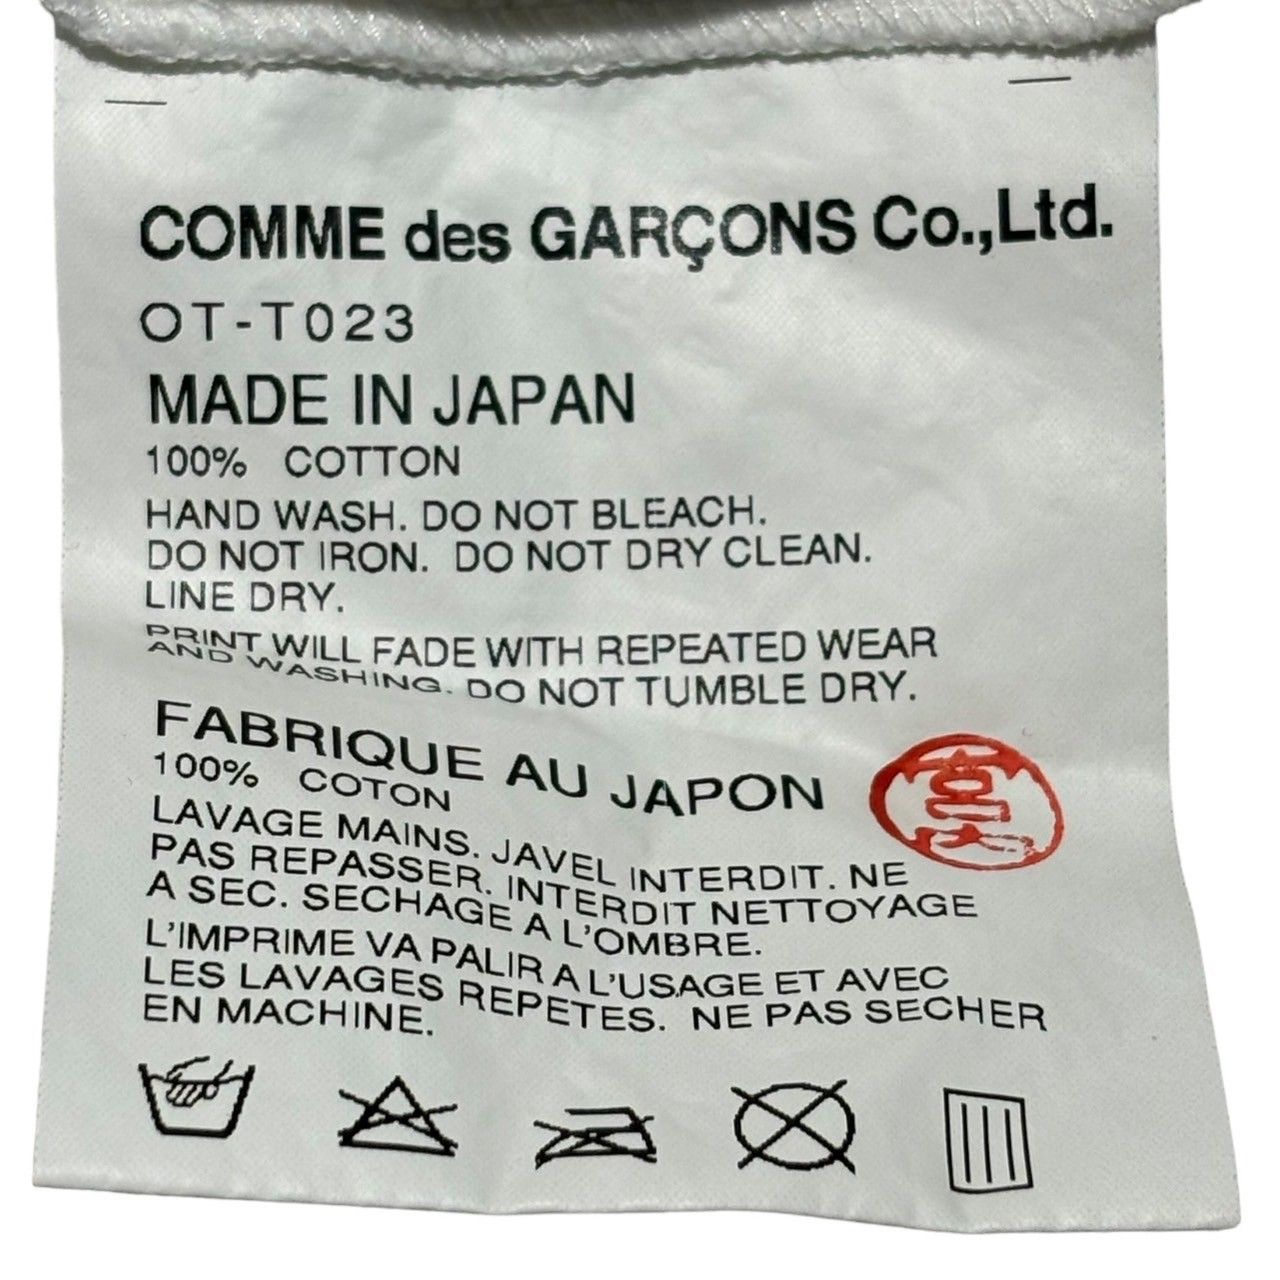 COMME des GARÇONS Co.,Ltd.
OT-T023
MADE IN JAPAN
100% COTTON
HAND WASH. DO NOT BLEACH.
DO NOT IRON. DO NOT DRY CLEAN.
LINE DRY.
PRINT WILL FADE WITH REPEATED WEAR
AND WASHING. DO NOT TUMBLE DRY.
FABRIQUE AU JAPON
100% COTON
LAVAGE MAINS. JAVEL INTERDIT. NE
PAS REPASSER. INTERDIT NETTOYAGE
A SEC. SECHAGE A L'OMBRE.
L'IMPRIME VA PALIR A L'USAGE ET AVEC
LES LAVAGES REPETES. NE PAS SECHER
EN MACHINE.